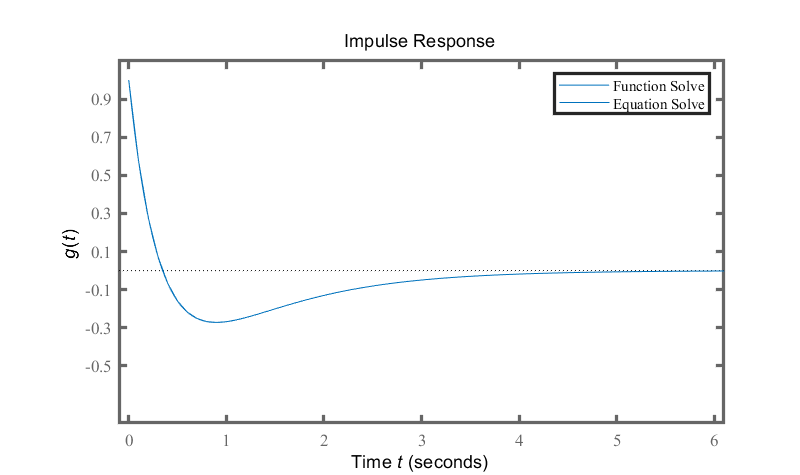 Impulse Response
Function Solve
Equation Solve
0.9
0.7
0.5
0.3
0.1
-0.1
-0.3
-0.5
g(t)
0 1 2 3 4 5 6
Time t (seconds)